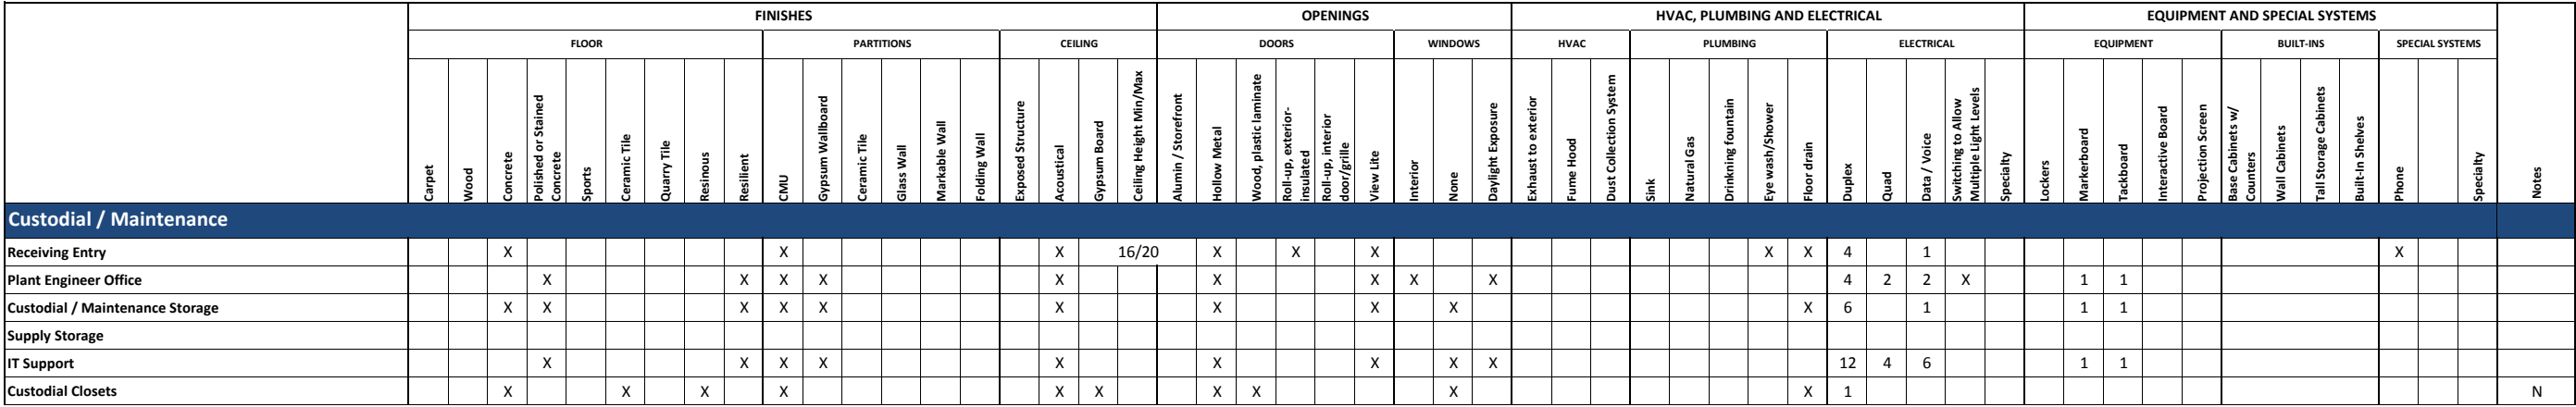 FINISHES OPENINGS HVAC, PLUMBING AND ELECTRICAL EQUIPMENT AND SPECIAL SYSTEMS
FLOOR PARTITIONS CEILING DOORS WINDOWS HVAC PLUMBING ELECTRICAL EQUIPMENT BUILT-INS SPECIAL SYSTEMS
Carpet
Wood
Concrete
Polished or Stained
Concrete
Sports
Ceramic Tile
Quarry Tile
Resinous
Resilient
CMU
Gypsum Wallboard
Ceramic Tile
Glass Wall
Markable Wall
Folding Wall
Exposed Structure
Acoustical
Gypsum Board
Ceiling Height Min/Max
Alumin / Storefront
Hollow Metal
Wood, plastic laminate
Roll-up, exterior-
insulated
Roll-up, interior
door/grille
View Lite
Interior
None
Daylight Exposure
Exhaust to exterior
Fume Hood
Dust Collection System
Sink
Natural Gas
Drinkning fountain
Eye wash/Shower
Floor drain
Duplex
Quad
Data / Voice
Switching to Allow
Multiple Light Levels
Specialty
Lockers
Markerboard
Tackboard
Interactive Board
Projection Screen
Base Cabinets w/
Counters
Wall Cabinets
Tall Storage Cabinets
Built-In Shelves
Phone
Specialty
Notes
Custodial / Maintenance
Receiving Entry X X X 16/20 X X X X X 4 1 X
Plant Engineer Office X X X X X X X X X 4 2 2 X 1 1
Custodial / Maintenance Storage X X X X X X X X X X 6 1 1 1
Supply Storage
IT Support X X X X X X X X X 12 4 6 1 1
Custodial Closets X X X X X X X X X X 1 N